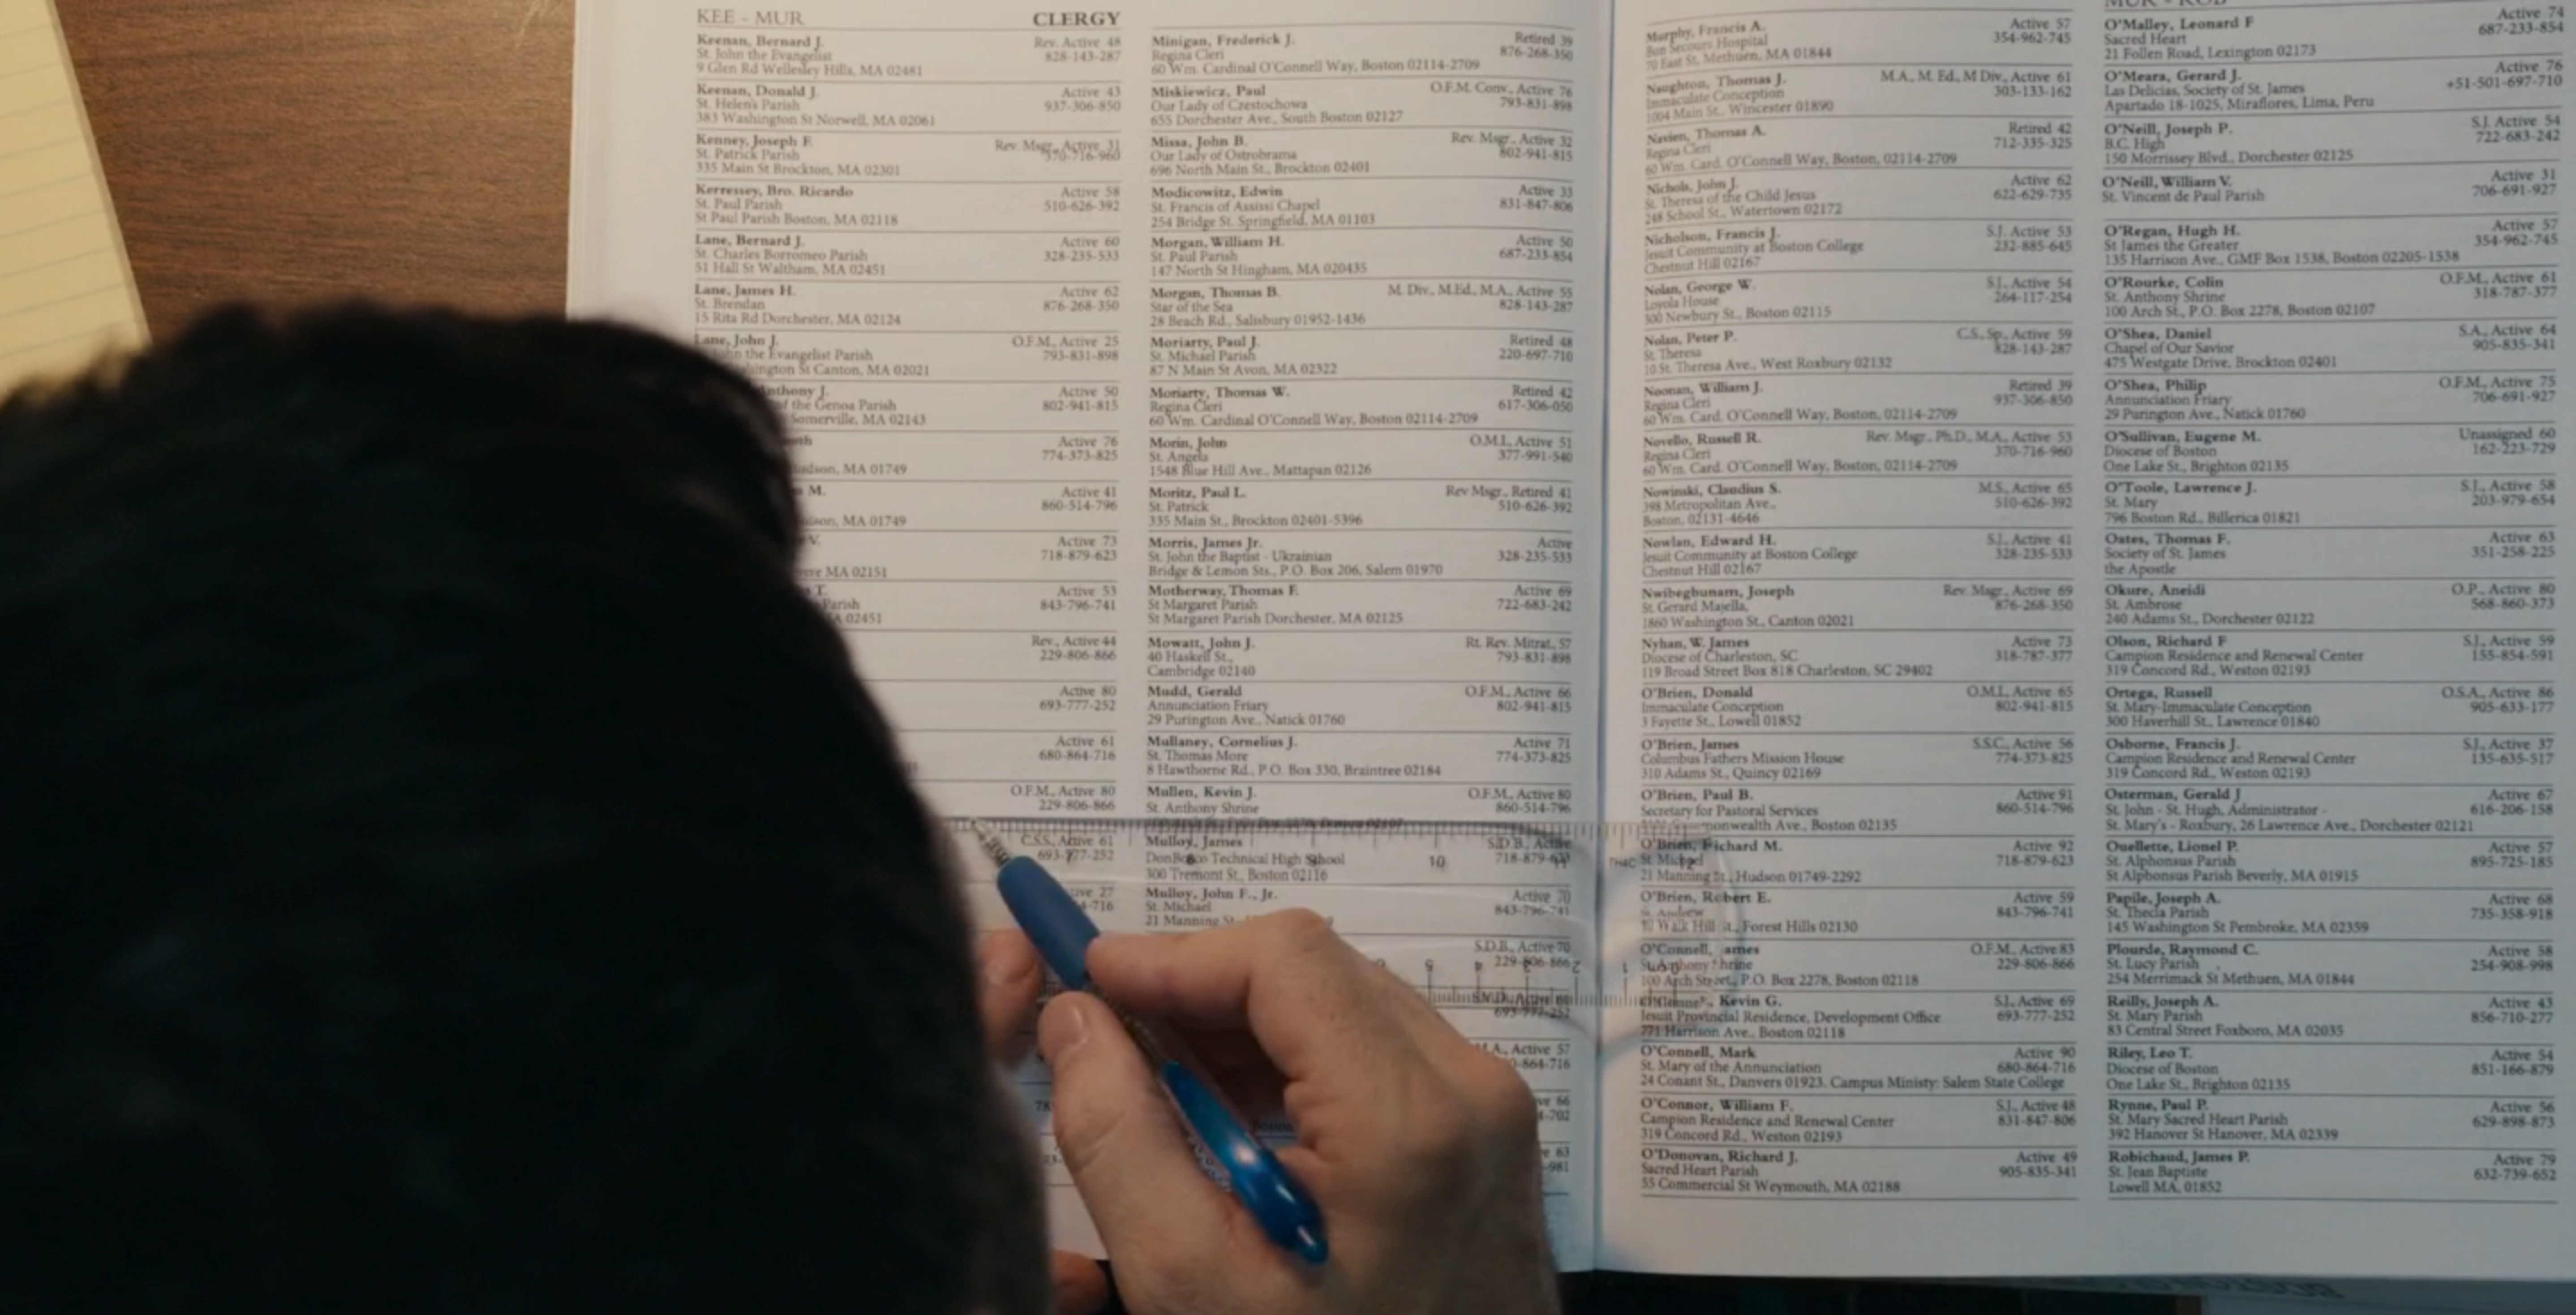 KEE - MUR CLERGY
Keenan, Bernard J. Rev. Active 48
St. John the Evangelist 828-143-287
9 Glen Rd Wellesley Hills, MA 02481
Keenan, Donald J. Active 43
St. Helen's Parish 937-306-850
383 Washington St Norwell, MA 02061
Kenney, Joseph F. Rev. Msgr., Active 31
St. Patrick Parish 370-716-960
335 Main St Brockton, MA 02301
Kerressey, Bro. Ricardo Active 58
St. Paul Parish 510-626-392
St Paul Parish Boston, MA 02118
Lane, Bernard J. Active 60
St. Charles Borromeo Parish 328-235-533
51 Hall St Waltham, MA 02451
Lane, James H. Active 62
St. Brendan 876-268-350
15 Rita Rd Dorchester, MA 02124
Lane, John J. O.F.M., Active 25
the Evangelist Parish 793-831-898
St Canton, MA 02021
J. Active 50
the Genoa Parish 802-941-815
Somerville, MA 02143
Active 76
774-373-825
MA 01749
M. Active 41
860-514-796
MA 01749
V. Active 73
718-879-623
MA 02151
T. Active 53
Parish 843-796-741
02451
Rev., Active 44
229-806-866
Active 80
693-777-252
Active 61
680-864-716
O.F.M., Active 80
229-806-866
C.S.S., Active 61
693-777-252
27
Minigan, Frederick J. Retired 39
Regina Cleri 876-268-350
60 Wm. Cardinal O'Connell Way, Boston 02114-2709
Miskiewicz, Paul O.F.M. Conv., Active 76
Our Lady of Czestochowa 793-831-898
655 Dorchester Ave., South Boston 02127
Missa, John B. Rev. Msgr., Active 32
Our Lady of Ostrobrama 802-941-815
696 North Main St., Brockton 02401
Modicowitz, Edwin Active 33
St. Francis of Assissi Chapel 831-847-806
254 Bridge St. Springfield, MA 01103
Morgan, William H. Active 50
St. Paul Parish 687-233-854
147 North St Hingham, MA 020435
Morgan, Thomas B. M. Div., M.Ed., M.A., Active 55
Star of the Sea 828-143-287
28 Beach Rd., Salisbury 01952-1436
Moriarty, Paul J. Retired 48
St. Michael Parish 220-697-710
87 N Main St Avon, MA 02322
Moriarty, Thomas W. Retired 42
Regina Cleri 617-306-050
60 Wm. Cardinal O'Connell Way, Boston 02114-2709
Morin, John O.M.I., Active 51
St. Angela 377-991-540
1548 Blue Hill Ave., Mattapan 02126
Moritz, Paul L. Rev Msgr., Retired 41
St. Patrick 510-626-392
335 Main St., Brockton 02401-5396
Morris, James Jr. Active
St. John the Baptist - Ukrainian 328-235-533
Bridge & Lemon Sts., P.O. Box 206, Salem 01970
Motherway, Thomas F. Active 69
St Margaret Parish 722-683-242
St Margaret Parish Dorchester, MA 02125
Mowatt, John J. Rt. Rev. Mitrat., 57
40 Haskell St., 793-831-898
Cambridge 02140
Mudd, Gerald O.F.M., Active 66
Annunciation Friary 802-941-815
29 Purington Ave., Natick 01760
Mullaney, Cornelius J. Active 71
St. Thomas More 774-373-825
8 Hawthorne Rd., P.O. Box 330, Braintree 02184
Mullen, Kevin J. O.F.M., Active 80
St. Anthony Shrine 860-514-796
Mulloy, James S.D.B., Active
Don Bosco Technical High School 718-879-623
300 Tremont St., Boston 02116
Mulloy, John F., Jr. Active 70
St. Michael 843-796-741
21 Manning St
S.D.B., Active 70
229-806-866
S.V.D., Active 60
693-777-252
Active 57
864-716
66
63
981
Murphy, Francis A. Active 57
Bon Secours Hospital 354-962-745
70 East St. Methuen, MA 01844
Naughton, Thomas J. M.A., M. Ed., M Div., Active 61
Immaculate Conception 303-133-162
1004 Main St., Wincester 01890
Navien, Thomas A. Retired 42
Regina Cleri 712-335-325
60 Wm. Card. O'Connell Way, Boston, 02114-2709
Nichols, John J. Active 62
St. Theresa of the Child Jesus 622-629-735
248 School St., Watertown 02172
Nicholson, Francis J. S.J. Active 53
Jesuit Community at Boston College 232-885-645
Chestnut Hill 02167
Nolan, George W. S.J., Active 54
Loyola House 264-117-254
300 Newbury St., Boston 02115
Nolan, Peter P. C.S., Sp., Active 59
St. Theresa 828-143-287
10 St. Theresa Ave., West Roxbury 02132
Noonan, William J. Retired 39
Regina Cleri 937-306-850
60 Wm. Card. O'Connell Way, Boston, 02114-2709
Novello, Russell R. Rev. Msgr., Ph.D., M.A., Active 53
Regina Cleri 370-716-960
60 Wm. Card. O'Connell Way, Boston, 02114-2709
Nowinski, Claudius S. M.S., Active 65
398 Metropolitan Ave., 510-626-392
Boston, 02131-4646
Nowlan, Edward H. S.J., Active 41
Jesuit Community at Boston College 328-235-533
Chestnut Hill 02167
Nwibegbunam, Joseph Rev. Msgr., Active 69
St. Gerard Majella, 876-268-350
1860 Washington St., Canton 02021
Nyhan, W. James Active 73
Diocese of Charleston, SC 318-787-377
119 Broad Street Box 818 Charleston, SC 29402
O'Brien, Donald O.M.I., Active 65
Immaculate Conception 802-941-815
3 Fayette St., Lowell 01852
O'Brien, James S.S.C., Active 56
Columbus Fathers Mission House 774-373-825
310 Adams St., Quincy 02169
O'Brien, Paul B. Active 91
Secretary for Pastoral Services 860-514-796
Ave., Boston 02135
O'Brien, Richard M. Active 92
St. Michael 718-879-623
21 Manning St., Hudson 01749-2292
O'Brien, Robert E. Active 59
St. Andrew 843-796-741
Walk Hill St., Forest Hills 02130
O'Connell, James O.F.M., Active 83
St. Anthony Shrine 229-806-866
100 Arch Street, P.O. Box 2278, Boston 02118
Kevin G. S.J., Active 69
Jesuit Provincial Residence, Development Office 693-777-252
771 Harrison Ave., Boston 02118
O'Connell, Mark Active 90
St. Mary of the Annunciation 680-864-716
24 Conant St., Danvers 01923. Campus Ministy: Salem State College
O'Connor, William F. S.J., Active 48
Campion Residence and Renewal Center 831-847-806
319 Concord Rd., Weston 02193
O'Donovan, Richard J. Active 49
Sacred Heart Parish 905-835-341
55 Commercial St Weymouth, MA 02188
MUR - ROB
O'Malley, Leonard F Active 74
Sacred Heart 687-233-854
21 Follen Road, Lexington 02173
O'Meara, Gerard J. Active 76
Las Delicias, Society of St. James +51-501-697-710
Apartado 18-1025, Miraflores, Lima, Peru
O'Neill, Joseph P. S.J. Active 54
B.C. High 722-683-242
150 Morrissey Blvd., Dorchester 02125
O'Neill, William V. Active 31
St. Vincent de Paul Parish 706-691-927
O'Regan, Hugh H. Active 57
St James the Greater 354-962-745
135 Harrison Ave., GMF Box 1538, Boston 02205-1538
O'Rourke, Colin O.F.M., Active 61
St. Anthony Shrine 318-787-377
100 Arch St., P.O. Box 2278, Boston 02107
O'Shea, Daniel S.A., Active 64
Chapel of Our Savior 905-835-341
475 Westgate Drive, Brockton 02401
O'Shea, Philip O.F.M., Active 75
Annunciation Friary 706-691-927
29 Purington Ave., Natick 01760
O'Sullivan, Eugene M. Unassigned 60
Diocese of Boston 162-223-729
One Lake St., Brighton 02135
O'Toole, Lawrence J. S.J., Active 58
St. Mary 203-979-654
796 Boston Rd., Billerica 01821
Oates, Thomas F. Active 63
Society of St. James 351-258-225
the Apostle
Okure, Aneidi O.P., Active 80
St. Ambrose 568-860-373
240 Adams St., Dorchester 02122
Olson, Richard F S.J., Active 59
Campion Residence and Renewal Center 155-854-591
319 Concord Rd., Weston 02193
Ortega, Russell O.S.A., Active 86
St. Mary-Immaculate Conception 905-633-177
300 Haverhill St., Lawrence 01840
Osborne, Francis J. S.J., Active 37
Campion Residence and Renewal Center 135-635-517
319 Concord Rd., Weston 02193
Osterman, Gerald J Active 67
St. John - St. Hugh, Administrator - 616-206-158
St. Mary's - Roxbury, 26 Lawrence Ave., Dorchester 02121
Ouellette, Lionel P. Active 57
St. Alphonsus Parish 895-725-185
St Alphonsus Parish Beverly, MA 01915
Papile, Joseph A. Active 68
St. Thecla Parish 735-358-918
145 Washington St Pembroke, MA 02359
Plourde, Raymond C. Active 58
St. Lucy Parish 254-908-998
254 Merrimack St Methuen, MA 01844
Reilly, Joseph A. Active 43
St. Mary Parish 856-710-277
83 Central Street Foxboro, MA 02035
Riley, Leo T. Active 54
Diocese of Boston 851-166-879
One Lake St., Brighton 02135
Rynne, Paul P. Active 56
St. Mary Sacred Heart Parish 629-898-873
392 Hanover St Hanover, MA 02339
Robichaud, James P. Active 79
St. Jean Baptiste 632-739-652
Lowell MA, 01852